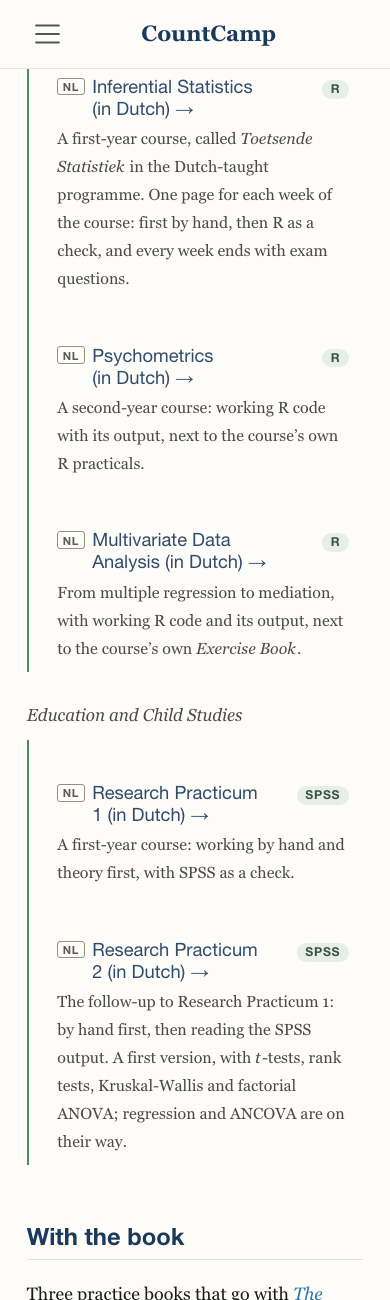 CountCamp
NL Inferential Statistics R
(in Dutch) →
A first-year course, called Toetsende
Statistiek in the Dutch-taught
programme. One page for each week of
the course: first by hand, then R as a
check, and every week ends with exam
questions.
NL Psychometrics R
(in Dutch) →
A second-year course: working R code
with its output, next to the course’s own
R practicals.
NL Multivariate Data R
Analysis (in Dutch) →
From multiple regression to mediation,
with working R code and its output, next
to the course’s own Exercise Book.
Education and Child Studies
NL Research Practicum SPSS
1 (in Dutch) →
A first-year course: working by hand and
theory first, with SPSS as a check.
NL Research Practicum SPSS
2 (in Dutch) →
The follow-up to Research Practicum 1:
by hand first, then reading the SPSS
output. A first version, with t-tests, rank
tests, Kruskal-Wallis and factorial
ANOVA; regression and ANCOVA are on
their way.
With the book
Three practice books that go with The